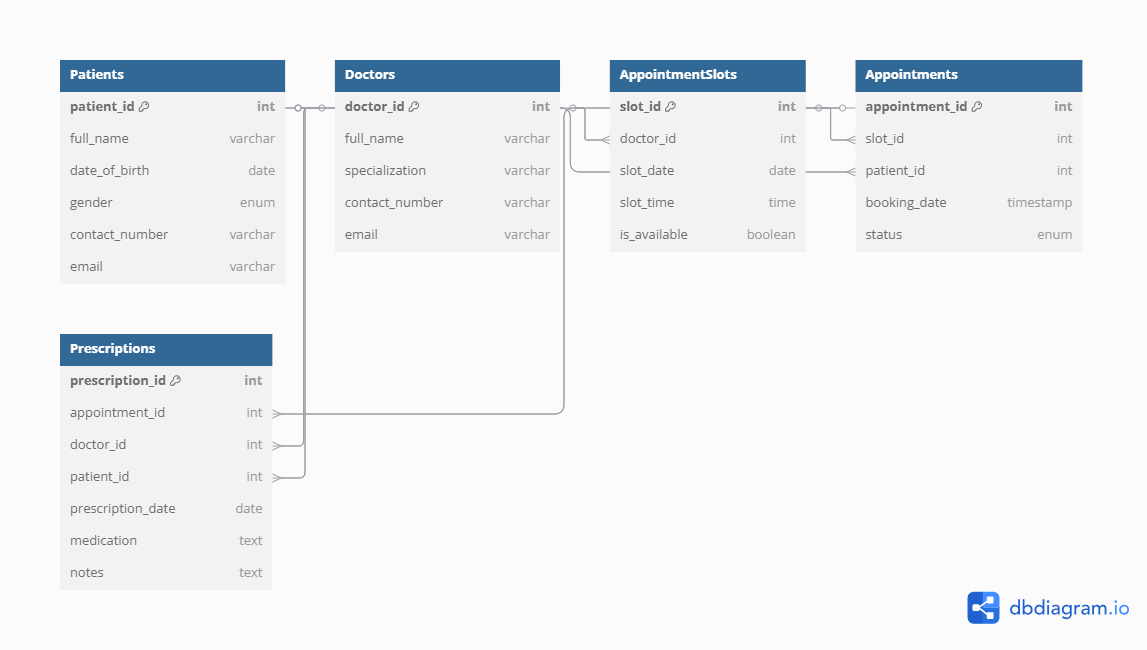 Patients
patient_id int
full_name varchar
date_of_birth date
gender enum
contact_number varchar
email varchar
Doctors
doctor_id int
full_name varchar
specialization varchar
contact_number varchar
email varchar
AppointmentSlots
slot_id int
doctor_id int
slot_date date
slot_time time
is_available boolean
Appointments
appointment_id int
slot_id int
patient_id int
booking_date timestamp
status enum
Prescriptions
prescription_id int
appointment_id int
doctor_id int
patient_id int
prescription_date date
medication text
notes text
dbdiagram.io